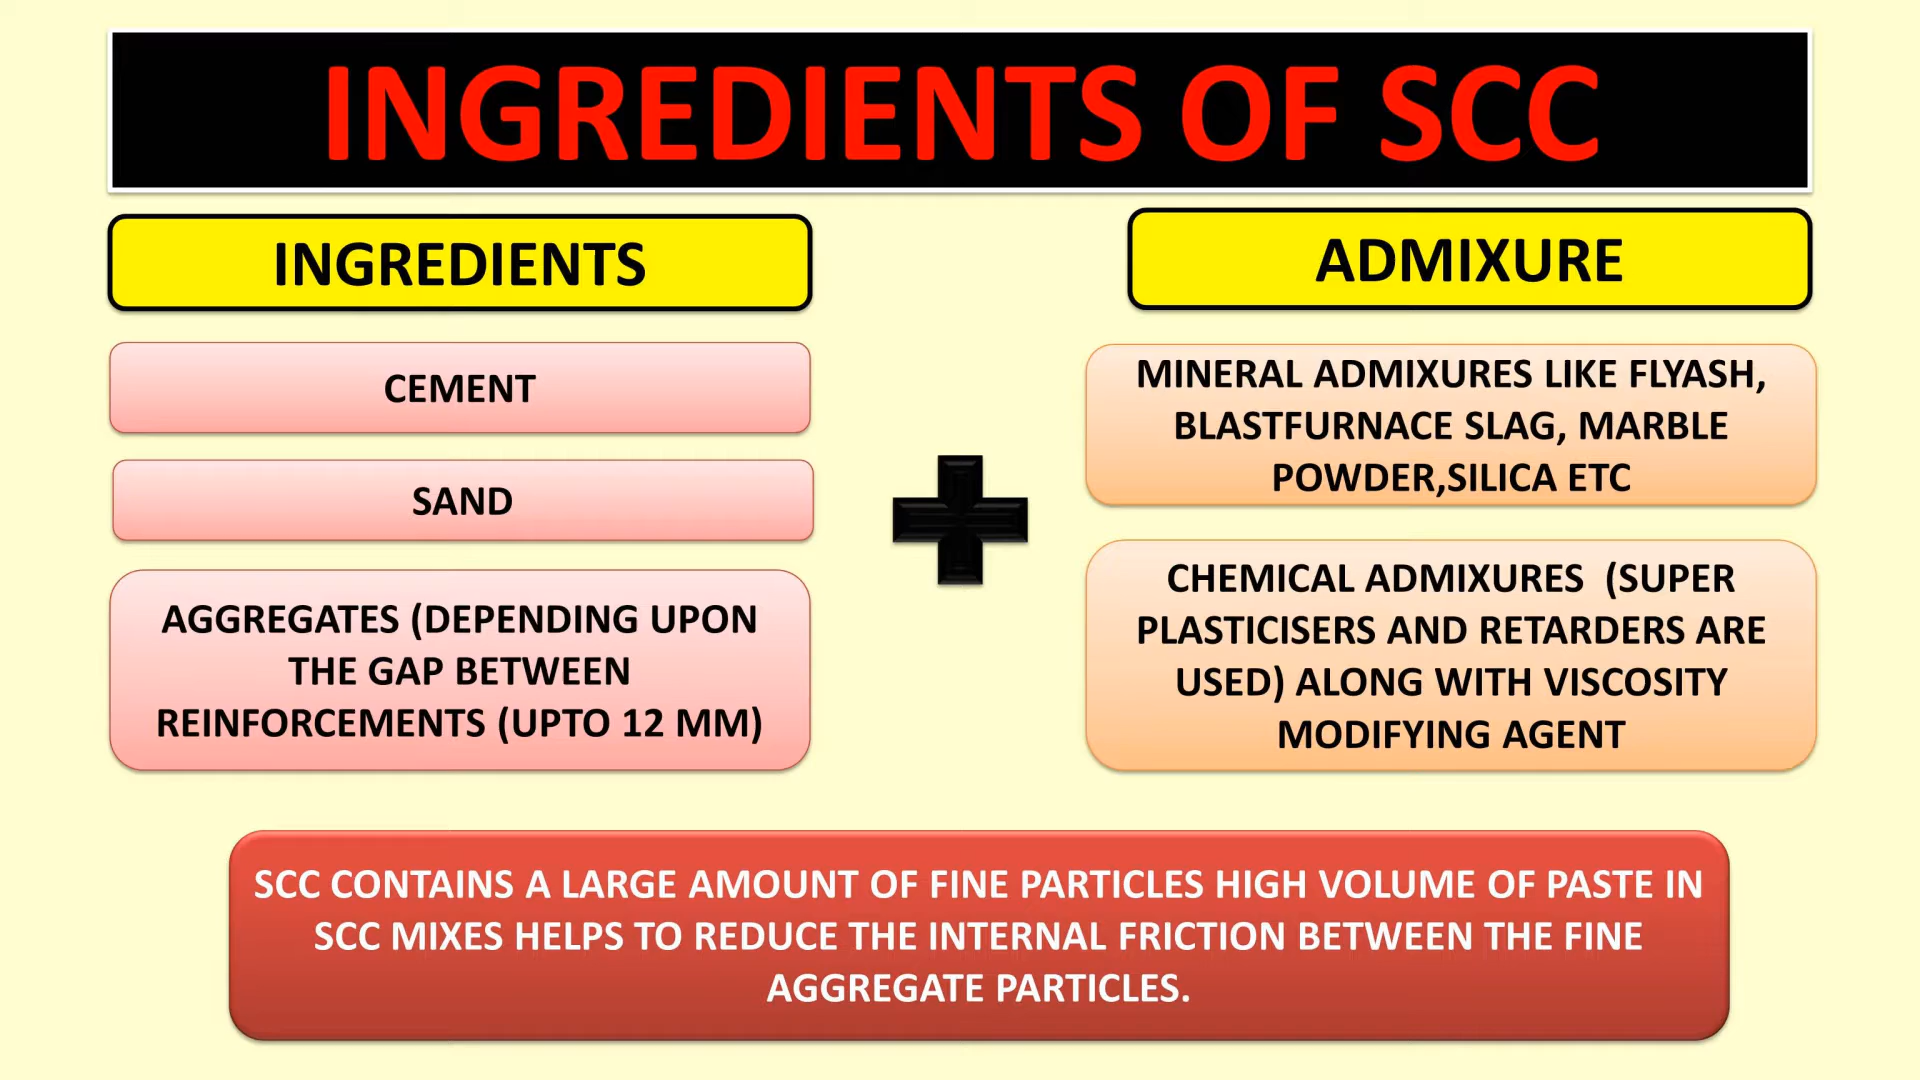 INGREDIENTS OF SCC
INGREDIENTS
CEMENT
SAND
AGGREGATES (DEPENDING UPON
THE GAP BETWEEN
REINFORCEMENTS (UPTO 12 MM)
ADMIXURE
MINERAL ADMIXURES LIKE FLYASH,
BLASTFURNACE SLAG, MARBLE
POWDER,SILICA ETC
CHEMICAL ADMIXURES  (SUPER
PLASTICISERS AND RETARDERS ARE
USED) ALONG WITH VISCOSITY
MODIFYING AGENT
SCC CONTAINS A LARGE AMOUNT OF FINE PARTICLES HIGH VOLUME OF PASTE IN
SCC MIXES HELPS TO REDUCE THE INTERNAL FRICTION BETWEEN THE FINE
AGGREGATE PARTICLES.